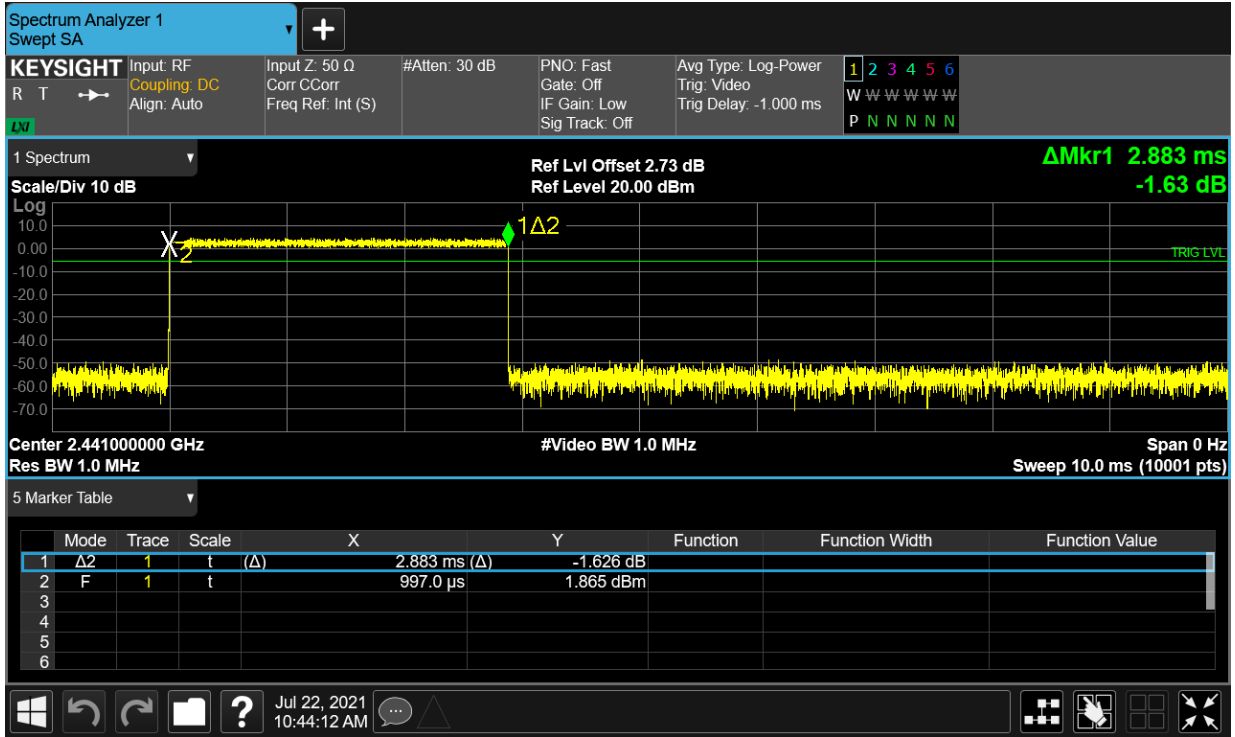 Spectrum Analyzer 1
Swept SA
KEYSIGHT
R T
LXI
Input: RF
Coupling: DC
Align: Auto
Input Z: 50 Ω
Corr CCorr
Freq Ref: Int (S)
#Atten: 30 dB
PNO: Fast
Gate: Off
IF Gain: Low
Sig Track: Off
Avg Type: Log-Power
Trig: Video
Trig Delay: -1.000 ms
1 2 3 4 5 6
W W W W W W
P N N N N N
1 Spectrum
Scale/Div 10 dB
Ref Lvl Offset 2.73 dB
Ref Level 20.00 dBm
ΔMkr1 2.883 ms
-1.63 dB
Log
10.0
0.00
-10.0
-20.0
-30.0
-40.0
-50.0
-60.0
-70.0
2
1Δ2
TRIG LVL
Center 2.441000000 GHz
Res BW 1.0 MHz
#Video BW 1.0 MHz
Span 0 Hz
Sweep 10.0 ms (10001 pts)
5 Marker Table
Mode Trace Scale X Y Function Function Width Function Value
1 Δ2 1 t (Δ) 2.883 ms (Δ) -1.626 dB
2 F 1 t 997.0 µs 1.865 dBm
3
4
5
6
?
Jul 22, 2021
10:44:12 AM